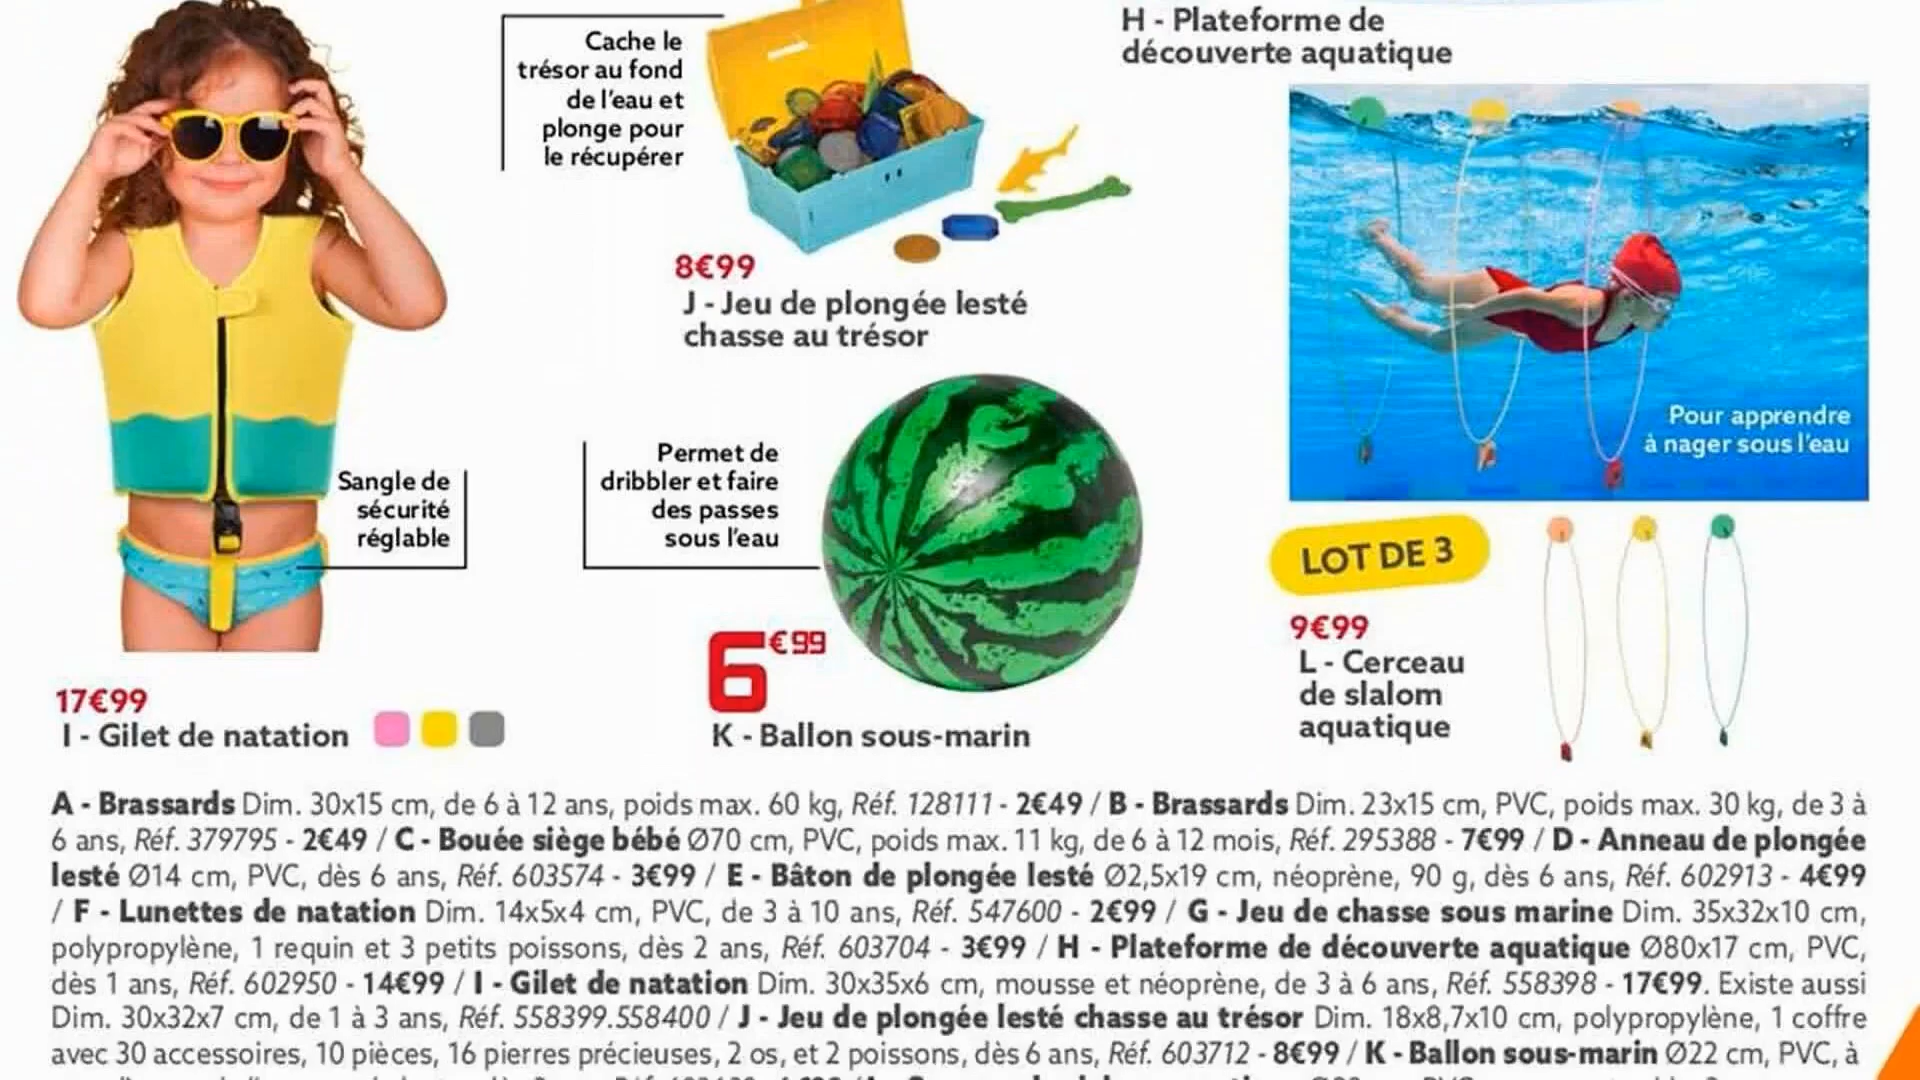 Cache le
trésor au fond
de l'eau et
plonge pour
le récupérer
H - Plateforme de
découverte aquatique
8€99
J - Jeu de plongée lesté
chasse au trésor
Pour apprendre
à nager sous l'eau
Sangle de
sécurité
réglable
Permet de
dribbler et faire
des passes
sous l'eau
LOT DE 3
9€99
L - Cerceau
de slalom
aquatique
6€99
K - Ballon sous-marin
17€99
I - Gilet de natation
A - Brassards Dim. 30x15 cm, de 6 à 12 ans, poids max. 60 kg, Réf. 128111 - 2€49 / B - Brassards Dim. 23x15 cm, PVC, poids max. 30 kg, de 3 à
6 ans, Réf. 379795 - 2€49 / C - Bouée siège bébé Ø70 cm, PVC, poids max. 11 kg, de 6 à 12 mois, Réf. 295388 - 7€99 / D - Anneau de plongée
lesté Ø14 cm, PVC, dès 6 ans, Réf. 603574 - 3€99 / E - Bâton de plongée lesté Ø2,5x19 cm, néoprène, 90 g, dès 6 ans, Réf. 602913 - 4€99
/ F - Lunettes de natation Dim. 14x5x4 cm, PVC, de 3 à 10 ans, Réf. 547600 - 2€99 / G - Jeu de chasse sous marine Dim. 35x32x10 cm,
polypropylène, 1 requin et 3 petits poissons, dès 2 ans, Réf. 603704 - 3€99 / H - Plateforme de découverte aquatique Ø80x17 cm, PVC,
dès 1 ans, Réf. 602950 - 14€99 / I - Gilet de natation Dim. 30x35x6 cm, mousse et néoprène, de 3 à 6 ans, Réf. 558398 - 17€99. Existe aussi
Dim. 30x32x7 cm, de 1 à 3 ans, Réf. 558399.558400 / J - Jeu de plongée lesté chasse au trésor Dim. 18x8,7x10 cm, polypropylène, 1 coffre
avec 30 accessoires, 10 pièces, 16 pierres précieuses, 2 os, et 2 poissons, dès 6 ans, Réf. 603712 - 8€99 / K - Ballon sous-marin Ø22 cm, PVC, à